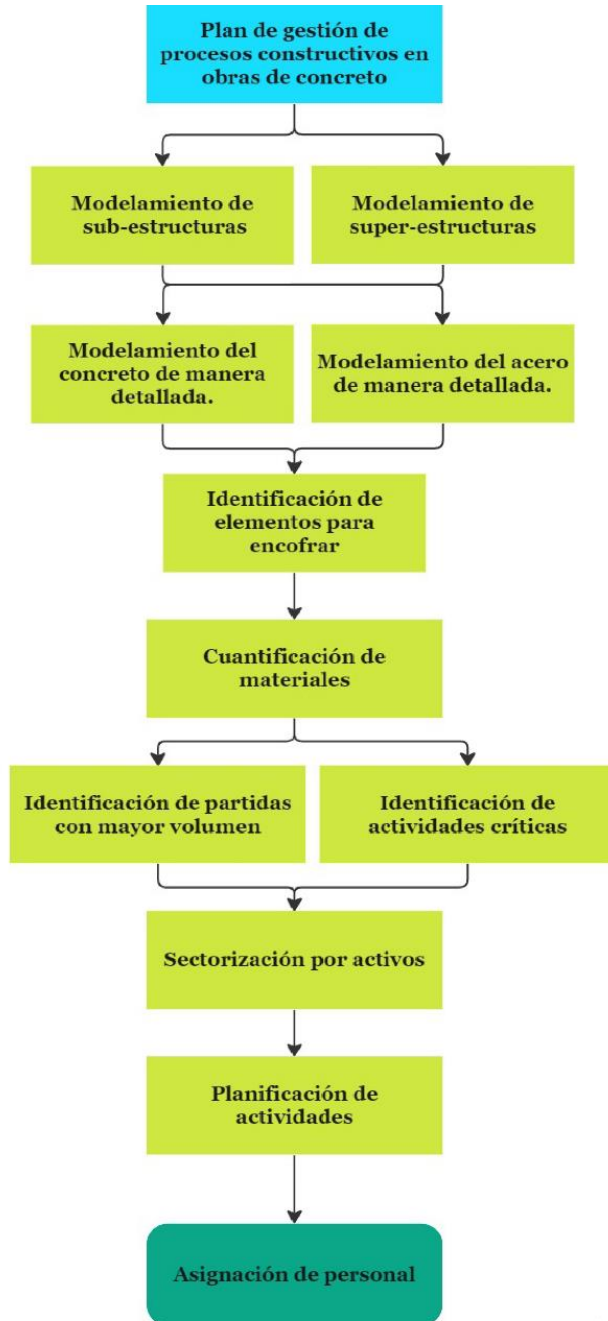 Plan de gestión de
procesos constructivos en
obras de concreto
Modelamiento de
sub-estructuras
Modelamiento de
super-estructuras
Modelamiento del
concreto de manera
detallada.
Modelamiento del acero
de manera detallada.
Identificación de
elementos para
encofrar
Cuantificación de
materiales
Identificación de partidas
con mayor volumen
Identificación de
actividades críticas
Sectorización por activos
Planificación de
actividades
Asignación de personal